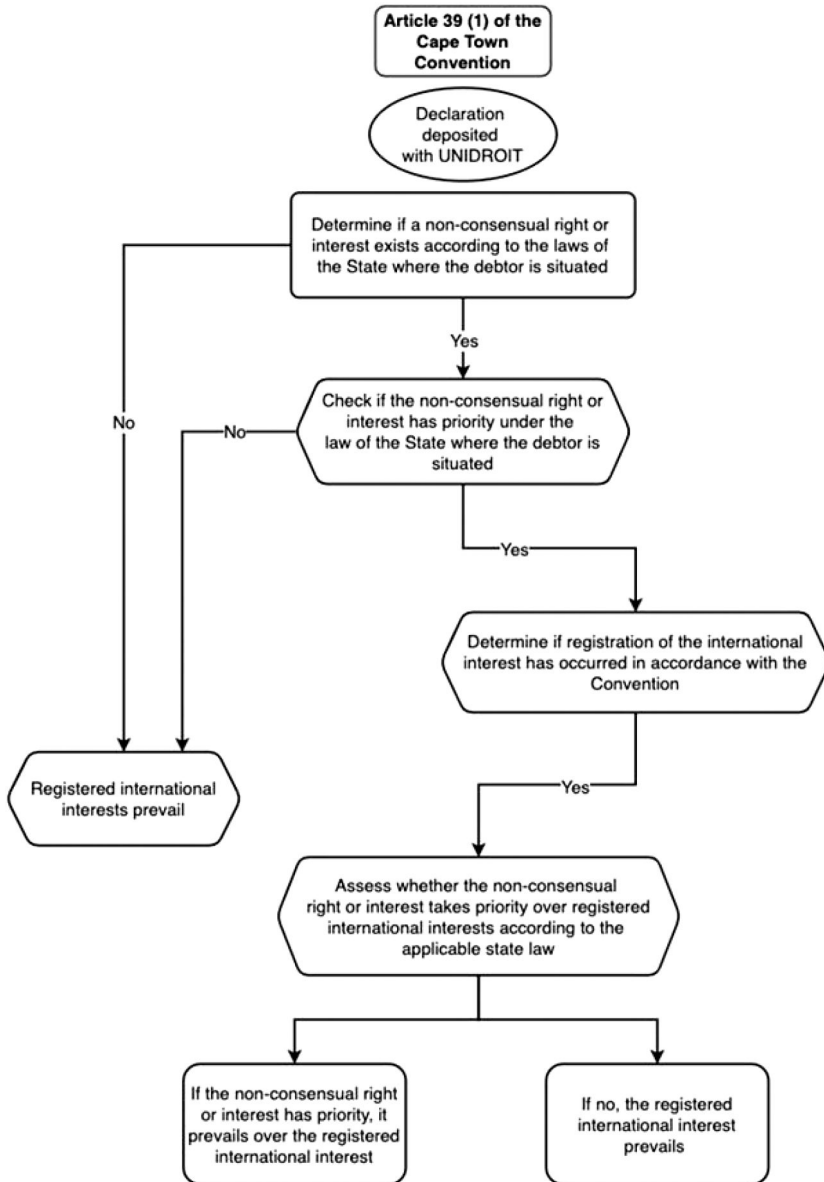 Article 39 (1) of the
Cape Town
Convention
Declaration
deposited
with UNIDROIT
Determine if a non-consensual right or
interest exists according to the laws of
the State where the debtor is situated
Yes
No
Check if the non-consensual right or
interest has priority under the
law of the State where the debtor is
situated
No
Yes
Determine if registration of the international
interest has occurred in accordance with the
Convention
Registered international
interests prevail
Yes
Assess whether the non-consensual
right or interest takes priority over registered
international interests according to the
applicable state law
If the non-consensual right
or interest has priority, it
prevails over the registered
international interest
If no, the registered
international interest
prevails